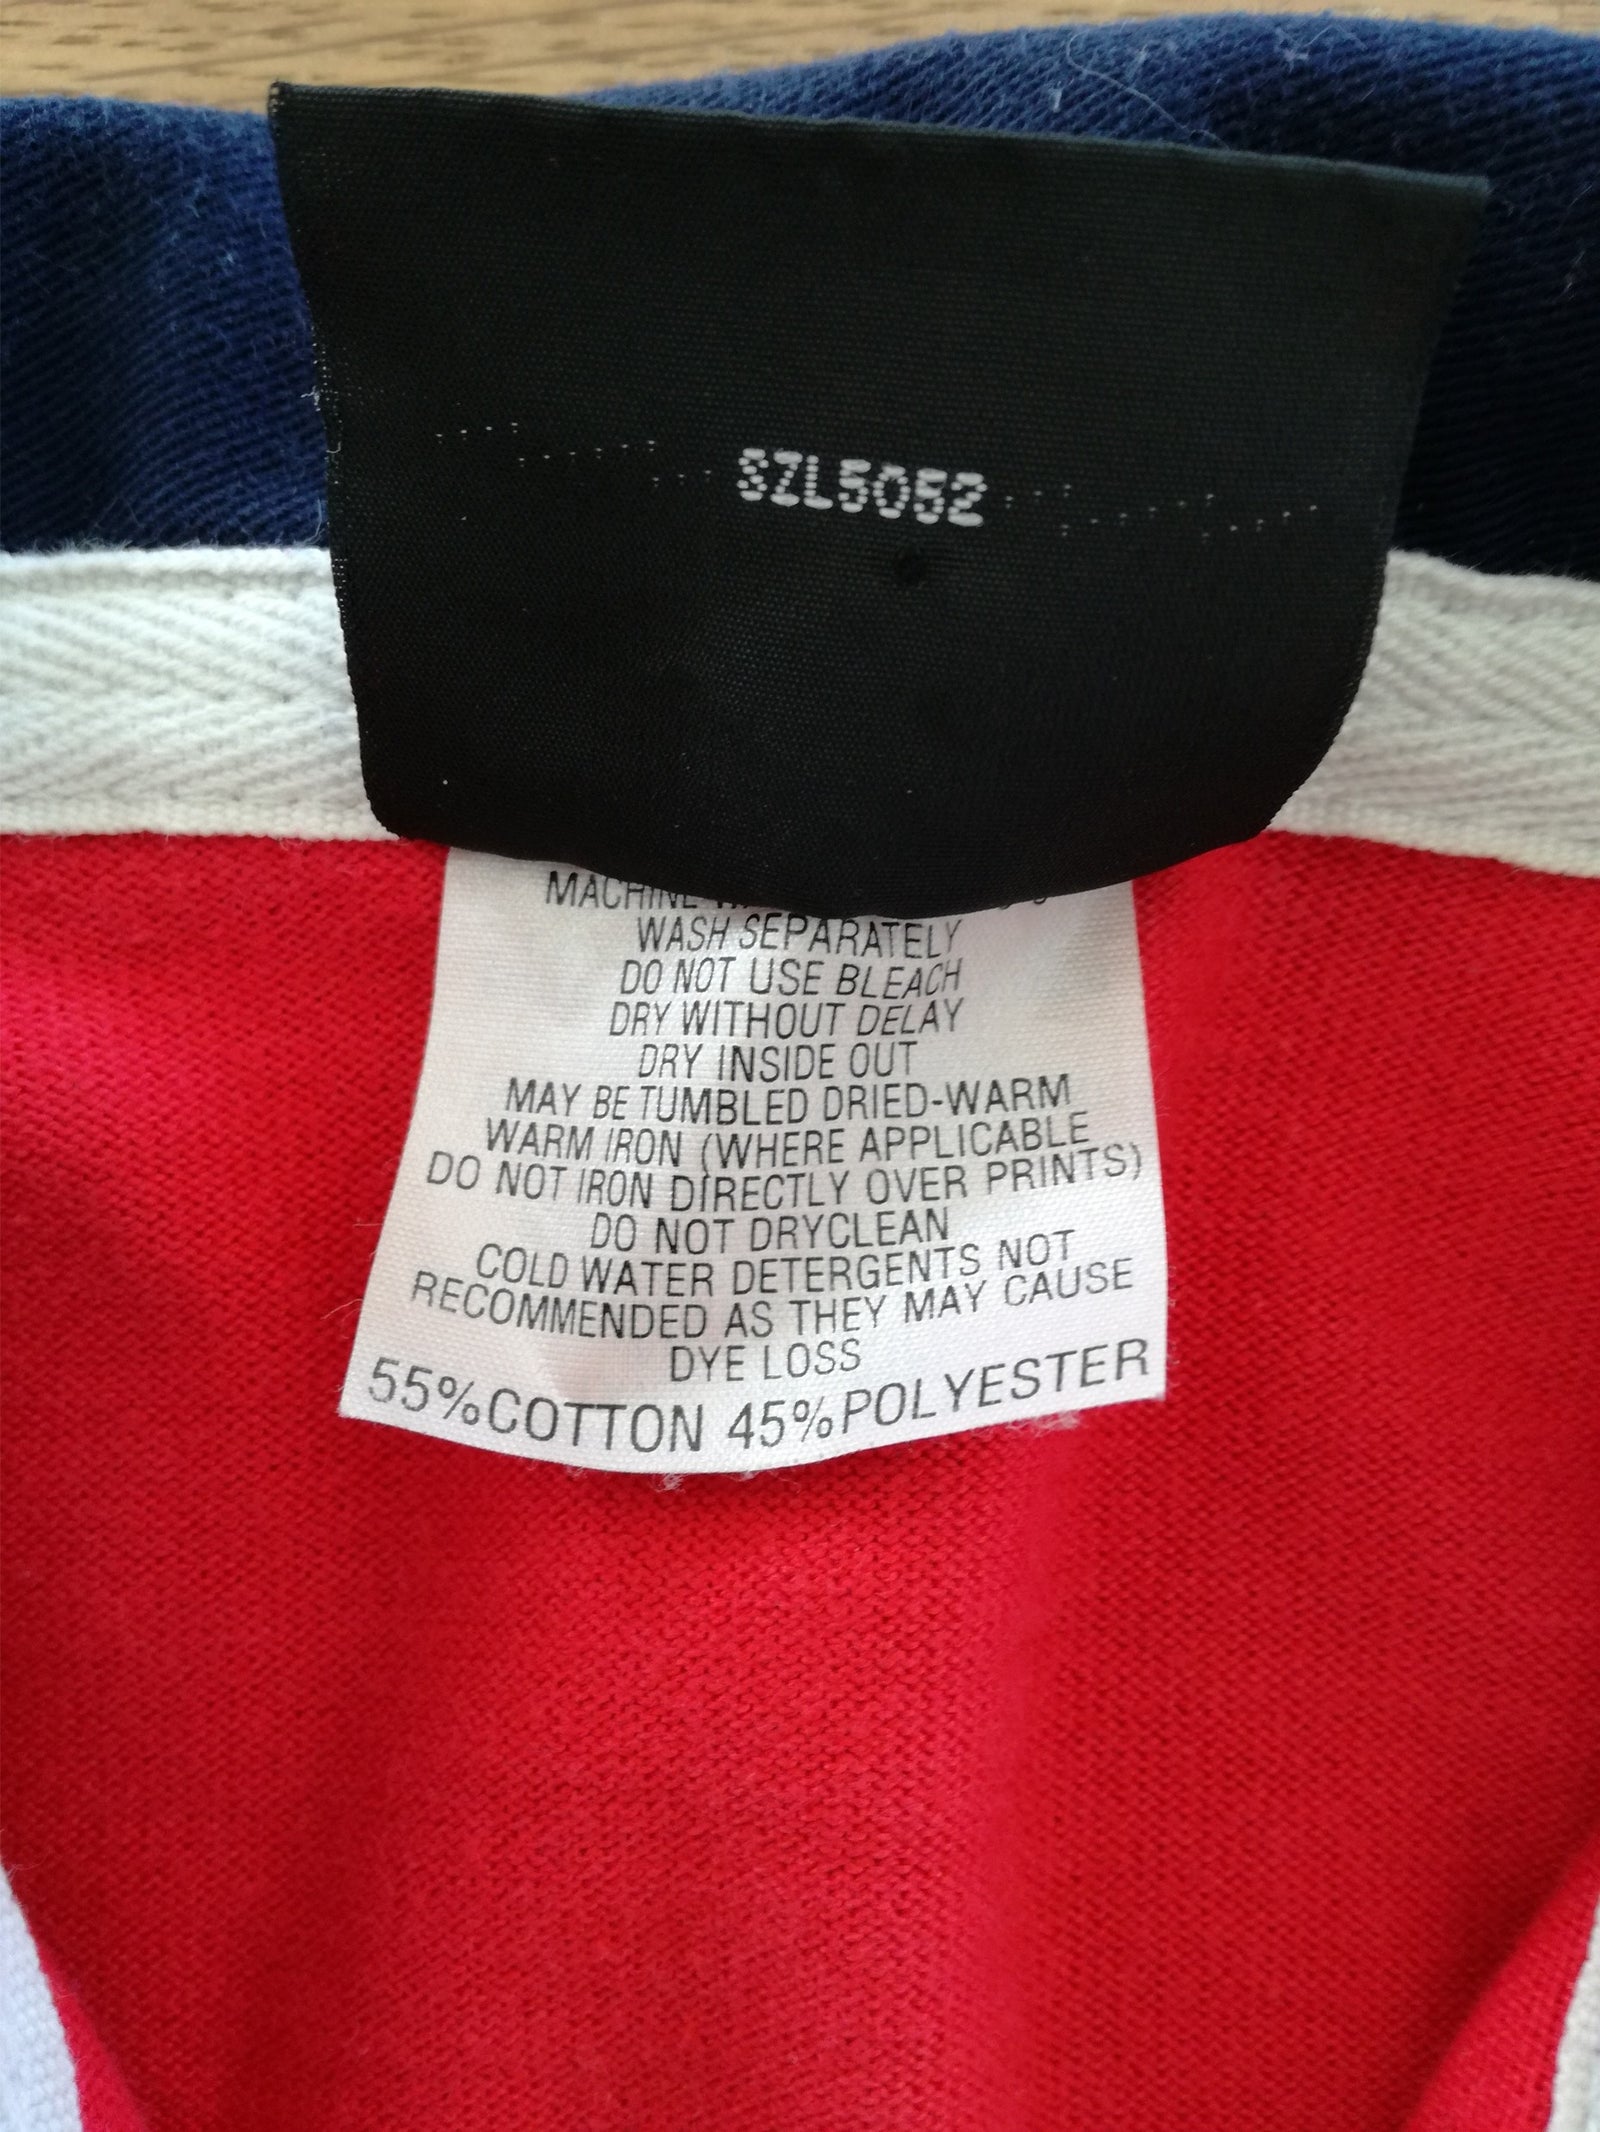 SZL5052
MACHINE
WASH SEPARATELY
DO NOT USE BLEACH
DRY WITHOUT DELAY
DRY INSIDE OUT
MAY BE TUMBLED DRIED-WARM
WARM IRON (WHERE APPLICABLE
DO NOT IRON DIRECTLY OVER PRINTS)
DO NOT DRYCLEAN
COLD WATER DETERGENTS NOT
RECOMMENDED AS THEY MAY CAUSE
DYE LOSS
55%COTTON 45%POLYESTER